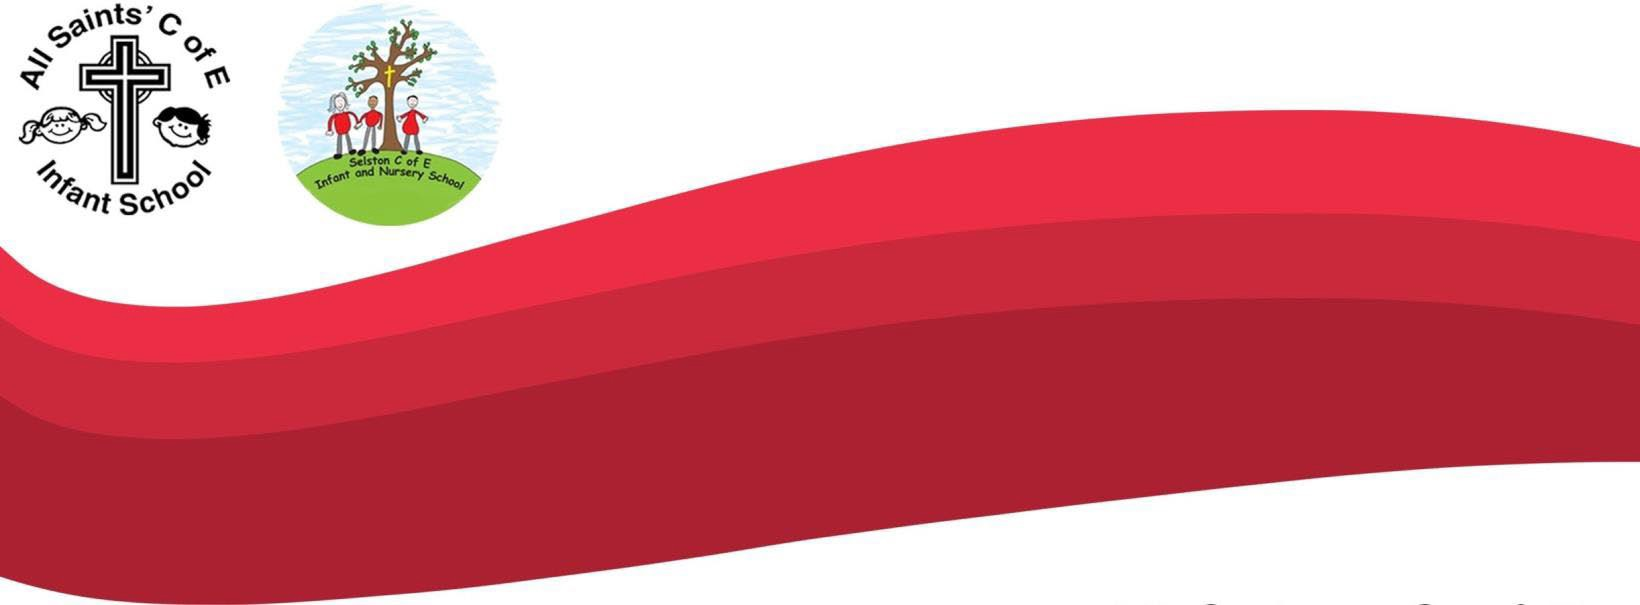 All Saints' C of E
Infant School
Selston C of E
Infant and Nursery School